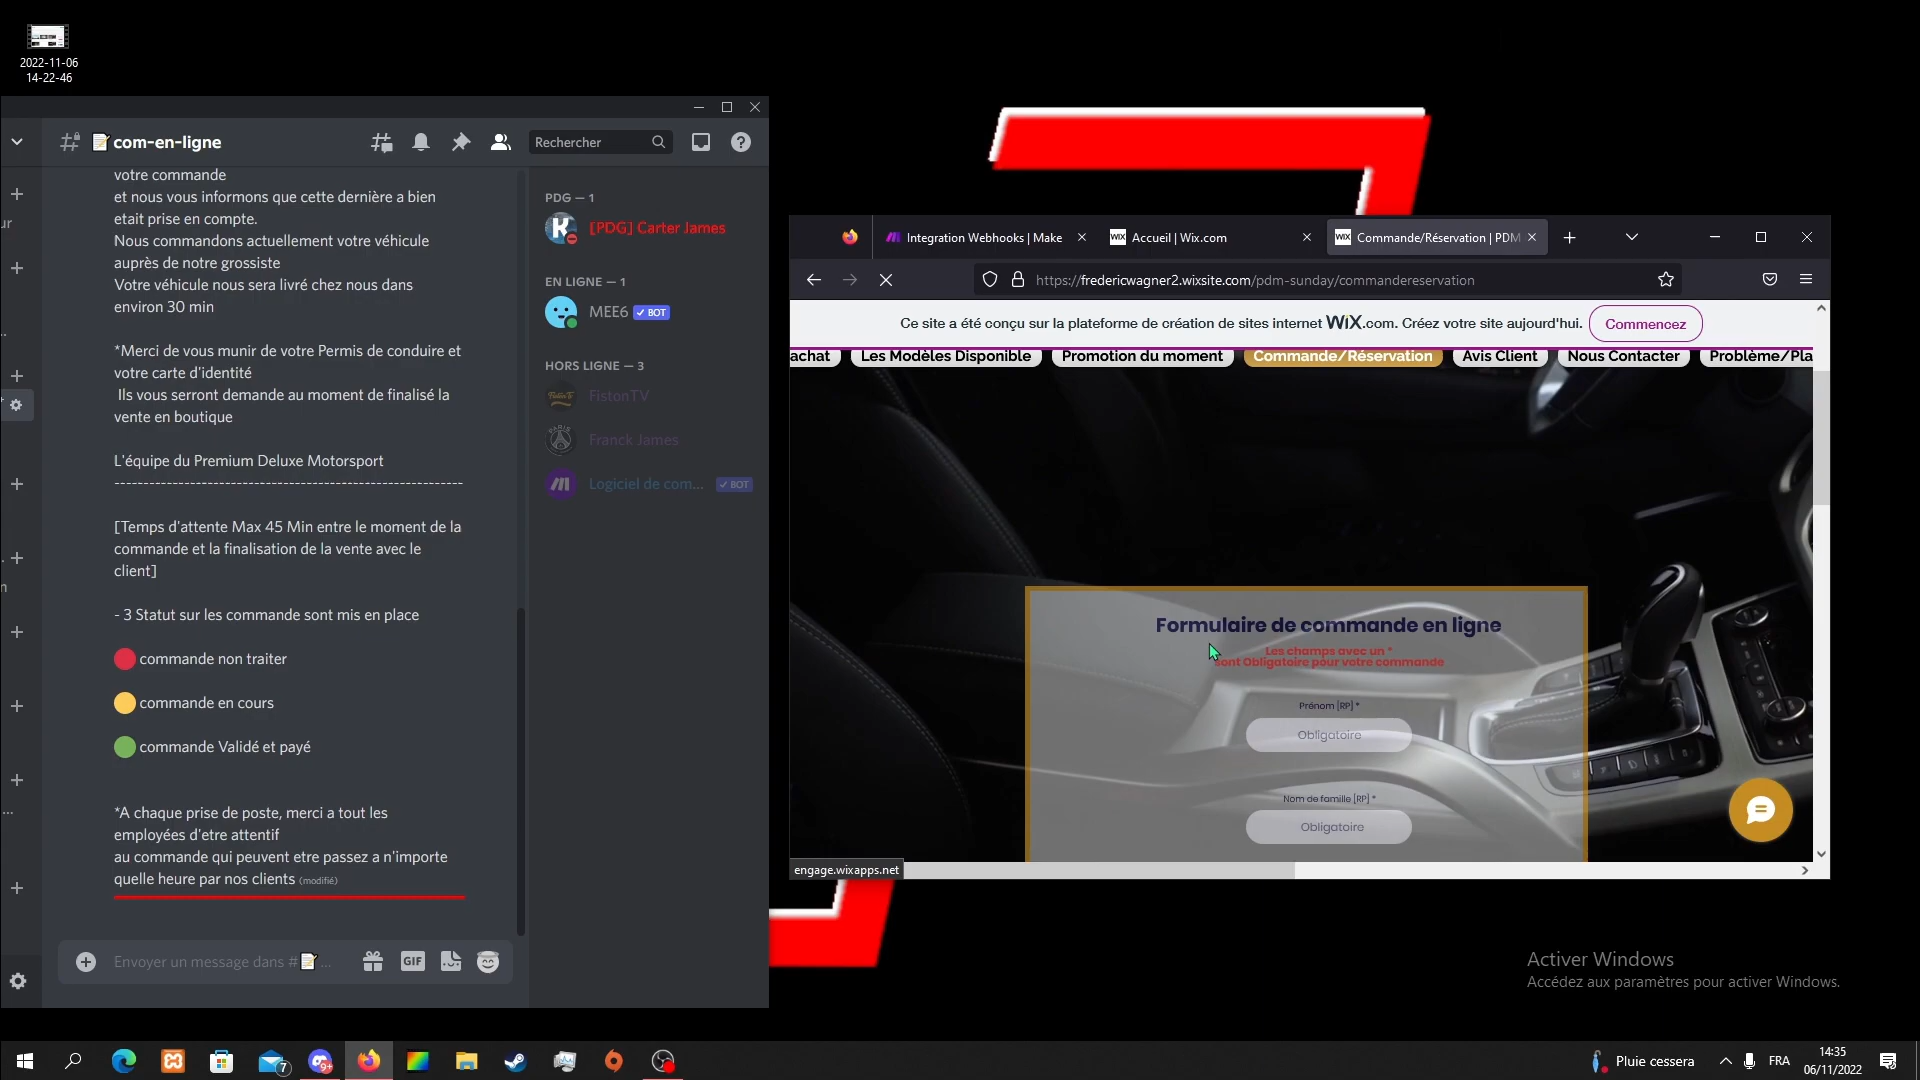 2022-11-06
14-22-46
com-en-ligne
Rechercher
votre commande
et nous vous informons que cette dernière a bien
etait prise en compte.
Nous commandons actuellement votre véhicule
auprès de notre grossiste
Votre véhicule nous sera livré chez nous dans
environ 30 min
*Merci de vous munir de votre Permis de conduire et
votre carte d'identité
Ils vous serront demande au moment de finalisé la
vente en boutique
L'équipe du Premium Deluxe Motorsport
------------------------------------------------------------
[Temps d'attente Max 45 Min entre le moment de la
commande et la finalisation de la vente avec le
client]
- 3 Statut sur les commande sont mis en place
commande non traiter
commande en cours
commande Validé et payé
*A chaque prise de poste, merci a tout les
employées d'etre attentif
au commande qui peuvent etre passez a n'importe
quelle heure par nos clients (modifié)
Envoyer un message dans # ...
GIF
PDG — 1
[PDG] Carter James
EN LIGNE — 1
MEE6 BOT
HORS LIGNE — 3
FistonTV
Franck James
Logiciel de com... BOT
Integration Webhooks | Make
WIX Accueil | Wix.com
WIX Commande/Réservation | PDM
https://fredericwagner2.wixsite.com/pdm-sunday/commandereservation
Ce site a été conçu sur la plateforme de création de sites internet WiX.com. Créez votre site aujourd'hui. Commencez
achat Les Modèles Disponible Promotion du moment Commande/Réservation Avis Client Nous Contacter Problème/Pla
Formulaire de commande en ligne
Les champs avec un *
sont Obligatoire pour votre commande
Prénom [RP] *
Obligatoire
Nom de famille [RP] *
Obligatoire
engage.wixapps.net
Activer Windows
Accédez aux paramètres pour activer Windows.
7
9+
Pluie cessera
FRA
14:35
06/11/2022